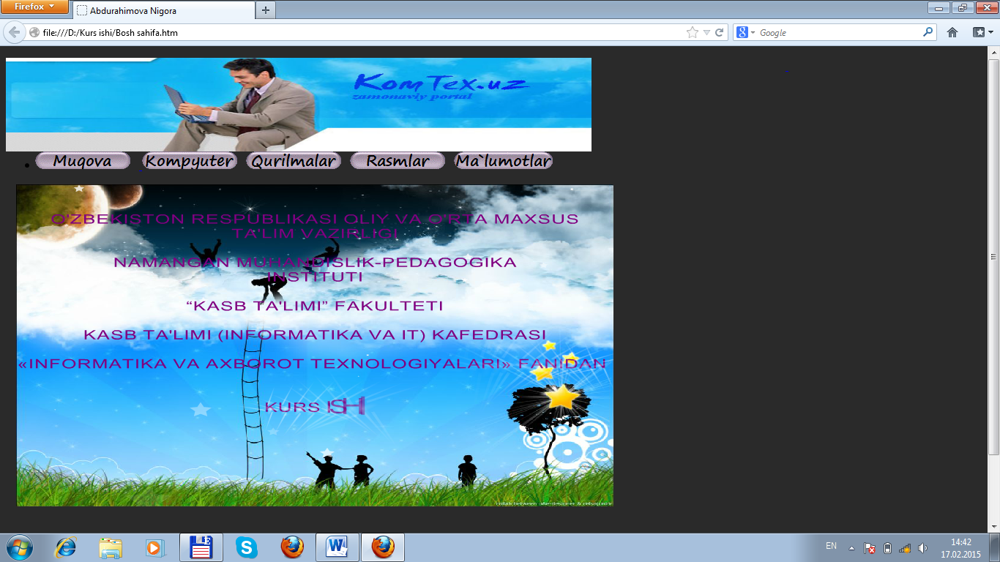 Firefox
Abdurahimova Nigora
file:///D:/Kurs ishi/Bosh sahifa.htm
Google
KomTex.uz
zamonaviy portal
Muqova Kompyuter Qurilmalar Rasmlar Ma`lumotlar
O'ZBEKISTON RESPUBLIKASI OLIY VA O'RTA MAXSUS
TA'LIM VAZIRLIGI
NAMANGAN MUHANDISLIK-PEDAGOGIKA
INSTITUTI
“KASB TA'LIMI” FAKULTETI
KASB TA'LIMI (INFORMATIKA VA IT) KAFEDRASI
«INFORMATIKA VA AXBOROT TEXNOLOGIYALARI» FANIDAN
KURS ISHI
collab between
EN
14:42
17.02.2015